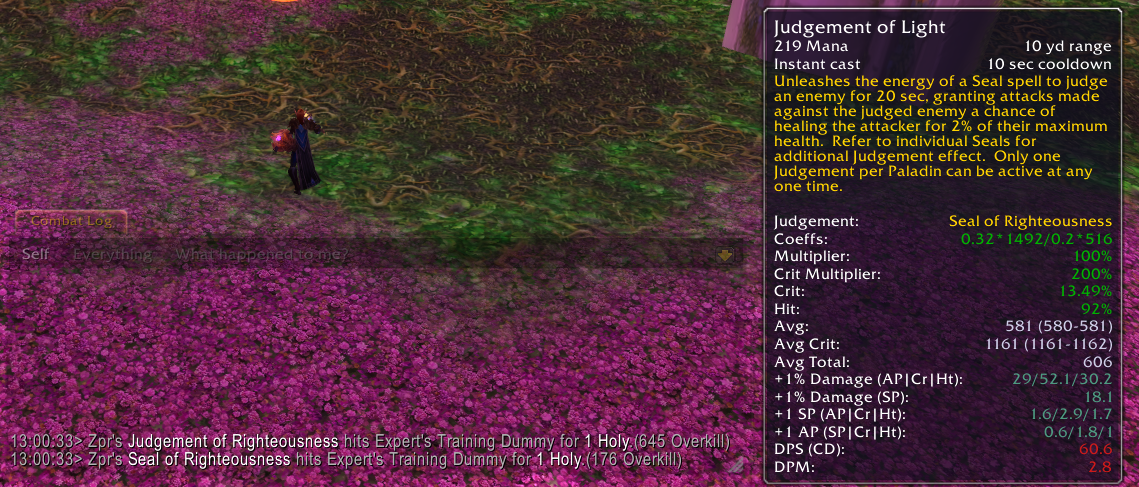 Judgement of Light
219 Mana 10 yd range
Instant cast 10 sec cooldown
Unleashes the energy of a Seal spell to judge
an enemy for 20 sec, granting attacks made
against the judged enemy a chance of
healing the attacker for 2% of their maximum
health. Refer to individual Seals for
additional Judgement effect. Only one
Judgement per Paladin can be active at any
one time.
Judgement: Seal of Righteousness
Coeffs: 0.32*1492/0.2*516
Multiplier: 100%
Crit Multiplier: 200%
Crit: 13.49%
Hit: 92%
Avg: 581 (580-581)
Avg Crit: 1161 (1161-1162)
Avg Total: 606
+1% Damage (AP|Cr|Ht): 29/52.1/30.2
+1% Damage (SP): 18.1
+1 SP (AP|Cr|Ht): 1.6/2.9/1.7
+1 AP (SP|Cr|Ht): 0.6/1.8/1
DPS (CD): 60.6
DPM: 2.8
Combat Log
Self Everything What happened to me?
13:00:33> Zpr's Judgement of Righteousness hits Expert's Training Dummy for 1 Holy.(645 Overkill)
13:00:33> Zpr's Seal of Righteousness hits Expert's Training Dummy for 1 Holy.(176 Overkill)